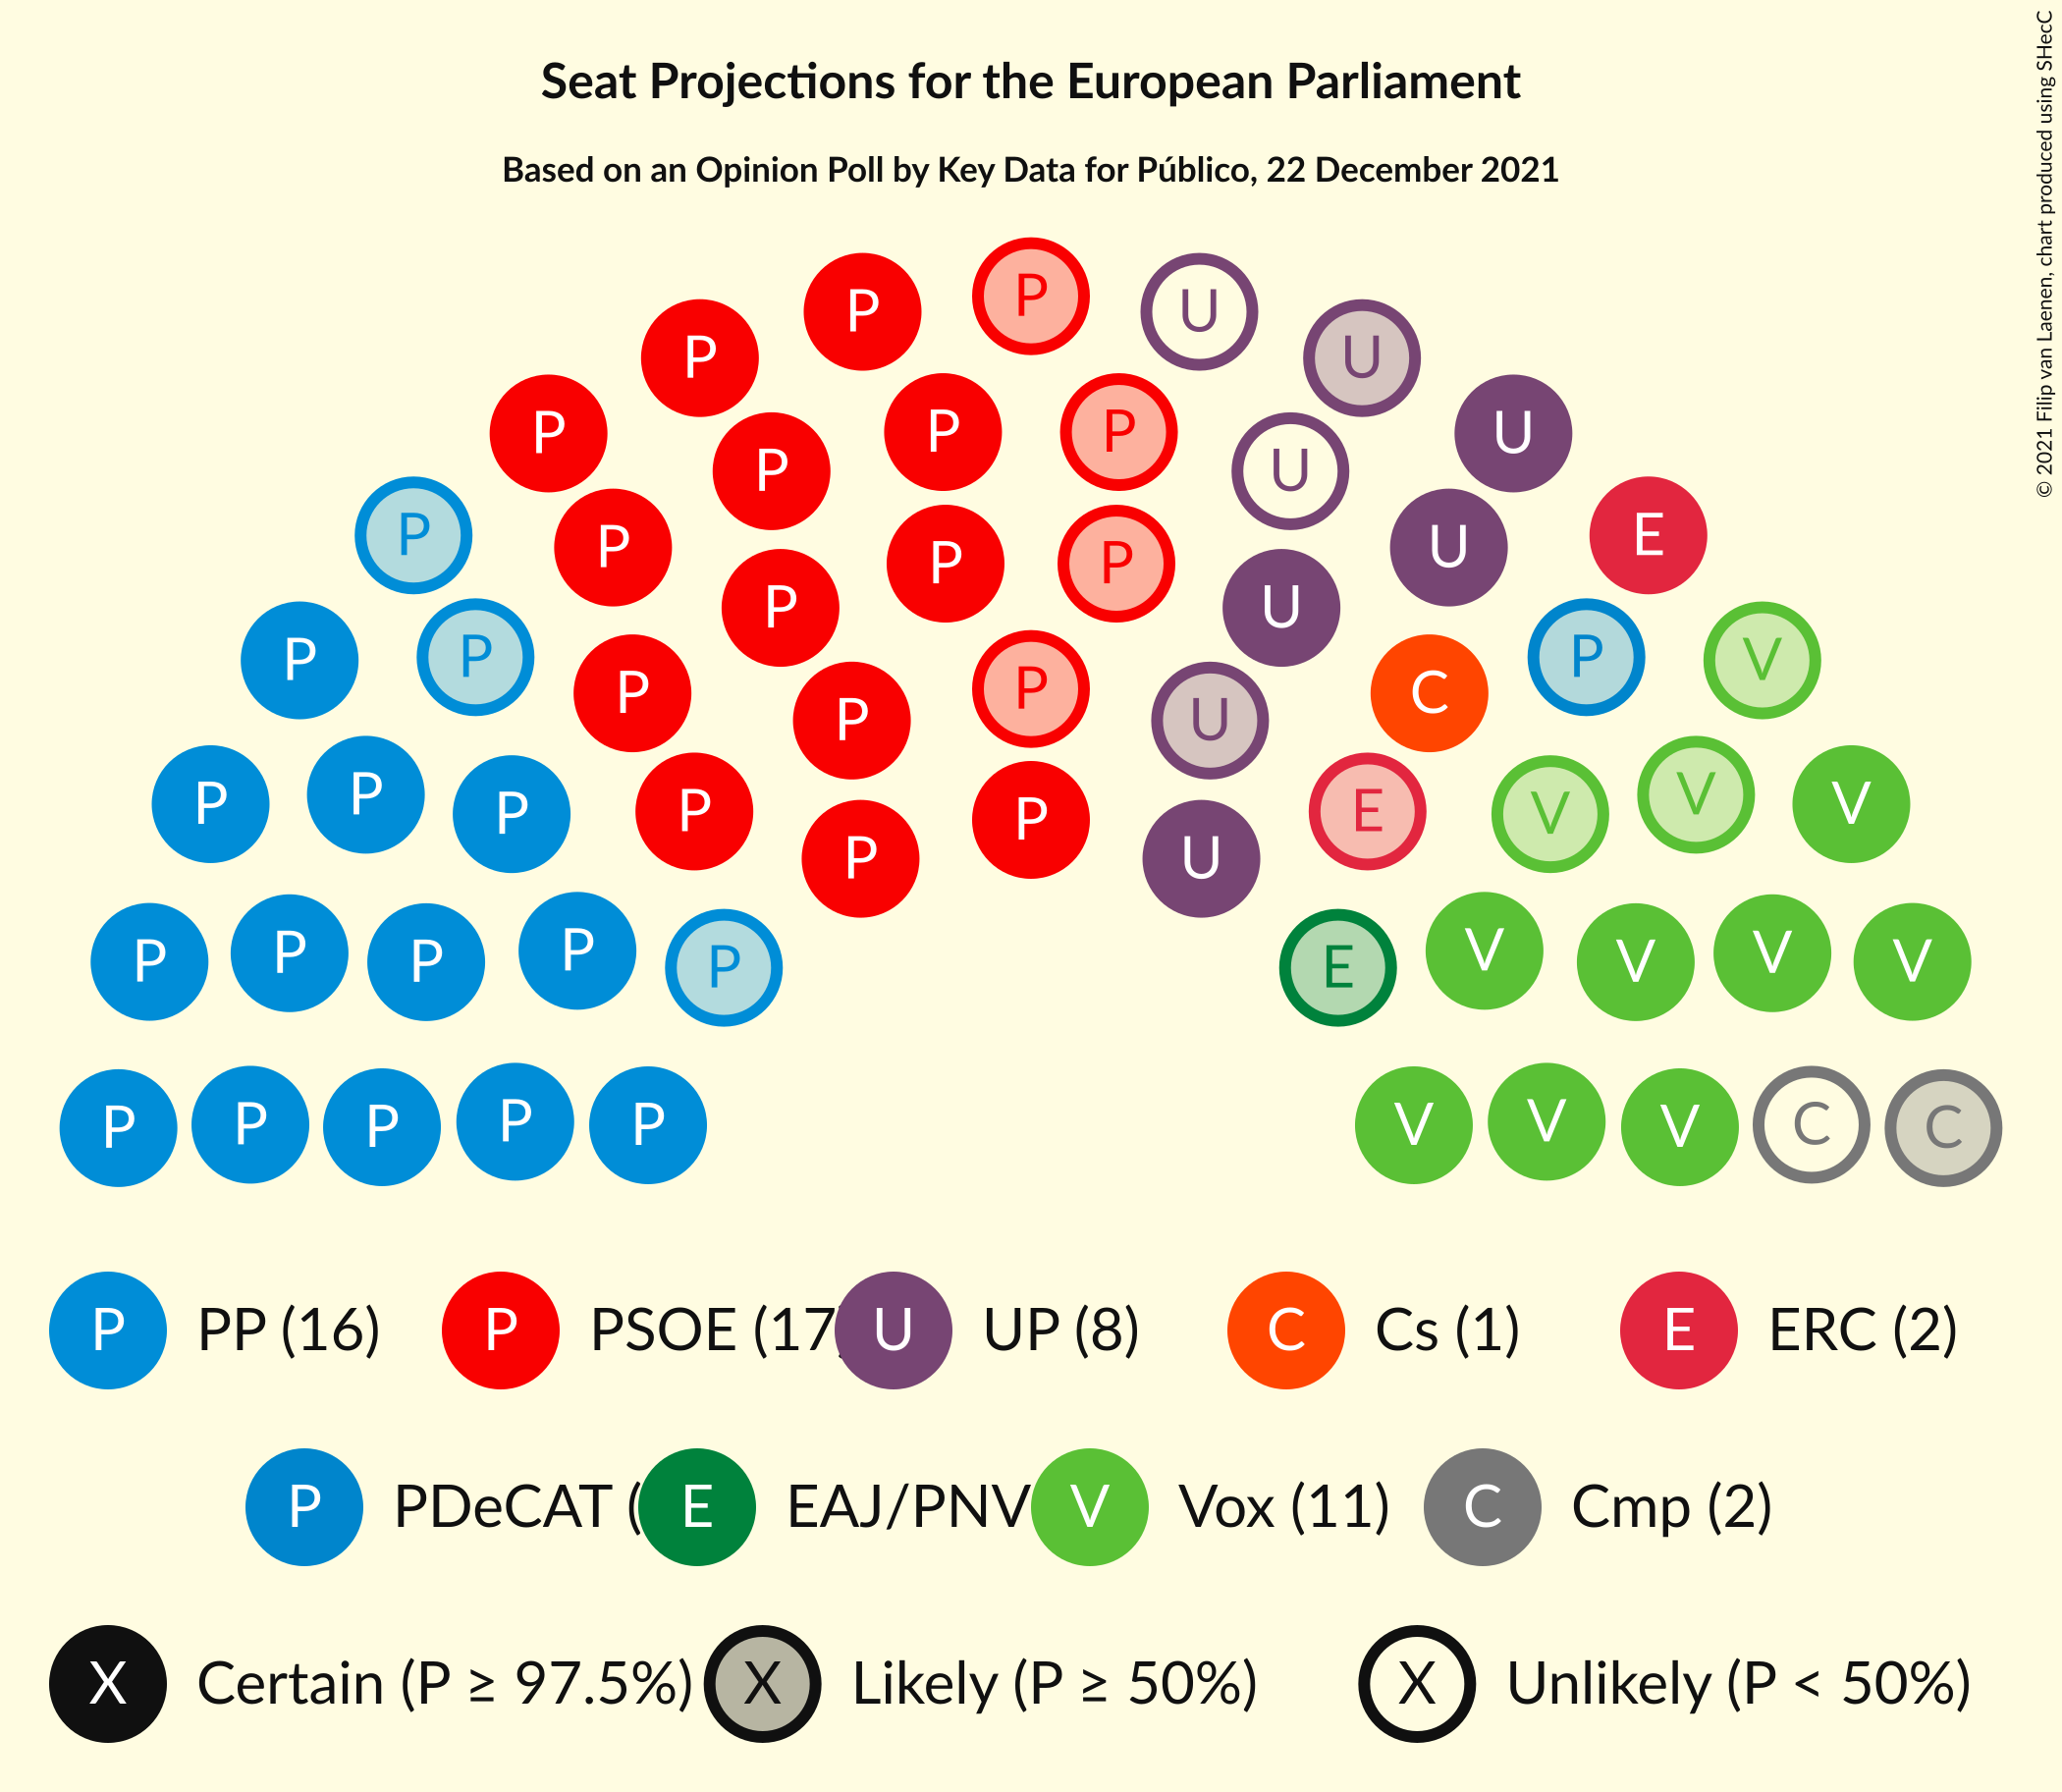 Seat Projections for the European Parliament
Based on an Opinion Poll by Key Data for Público, 22 December 2021
© 2021 Filip van Laenen, chart produced using SHecC
P P P U U
P P P P U U
P P P P P U U E
P P P P U C P V
P P P P P P U E V V V
P P P P P P U E V V V V
P P P P P V V V C C
P PP (16) P PSOE (17 U UP (8) C Cs (1) E ERC (2)
P PDeCAT ( E EAJ/PNV V Vox (11) C Cmp (2)
X Certain (P ≥ 97.5%) X Likely (P ≥ 50%) X Unlikely (P < 50%)